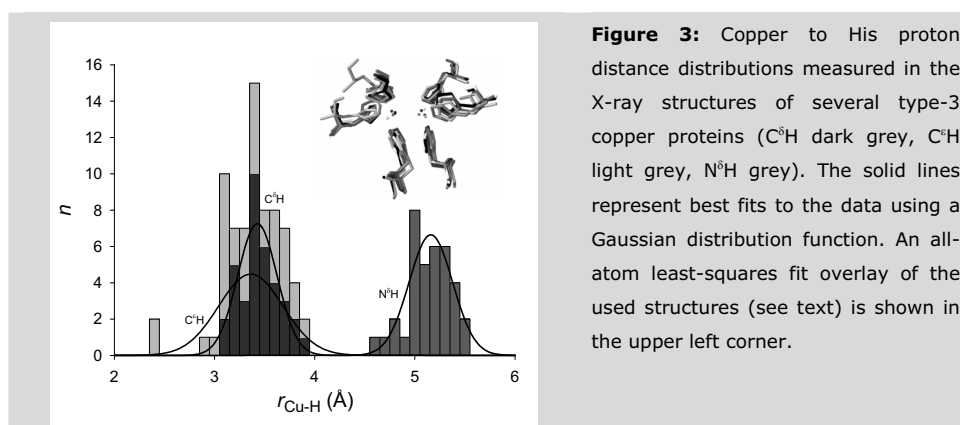 16
14
12
10
8
6
4
2
0
n
CᵟH
CᵋH
NᵟH
2 3 4 5 6
rCu-H (Å)
Figure 3: Copper to His proton
distance distributions measured in the
X-ray structures of several type-3
copper proteins (CᵟH dark grey, CᵋH
light grey, NᵟH grey). The solid lines
represent best fits to the data using a
Gaussian distribution function. An all-
atom least-squares fit overlay of the
used structures (see text) is shown in
the upper left corner.